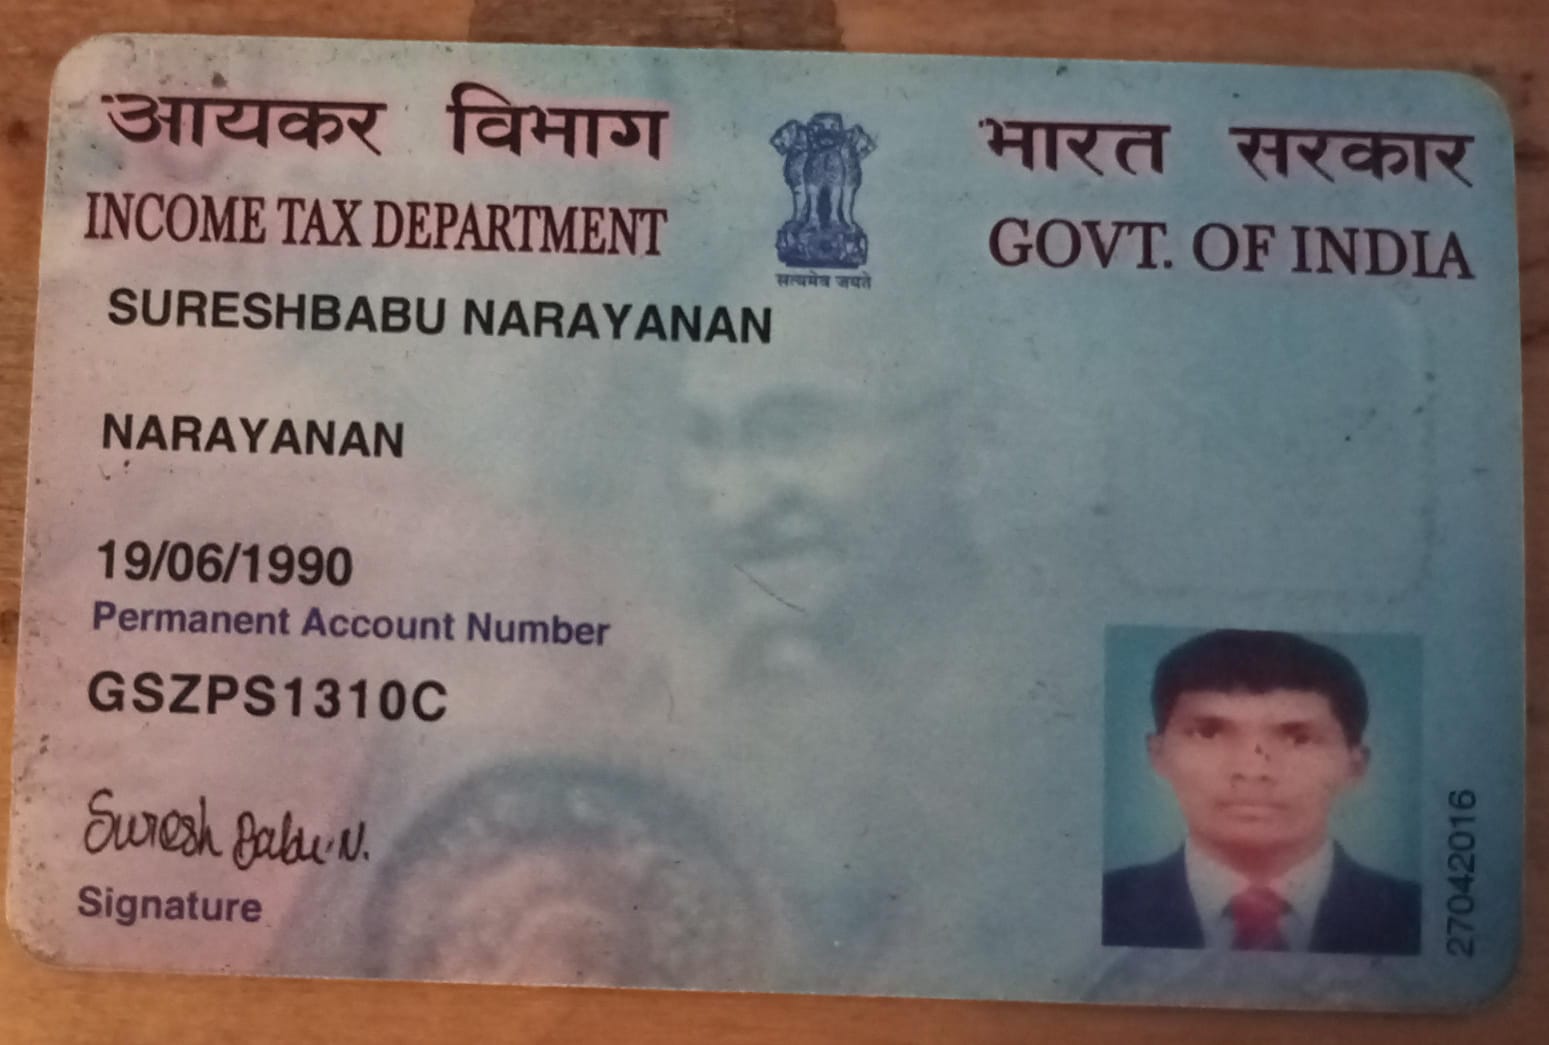 आयकर विभाग
INCOME TAX DEPARTMENT
सत्यमेव जयते
भारत सरकार
GOVT. OF INDIA
SURESHBABU NARAYANAN
NARAYANAN
19/06/1990
Permanent Account Number
GSZPS1310C
Suresh Babu.N.
Signature
27042016